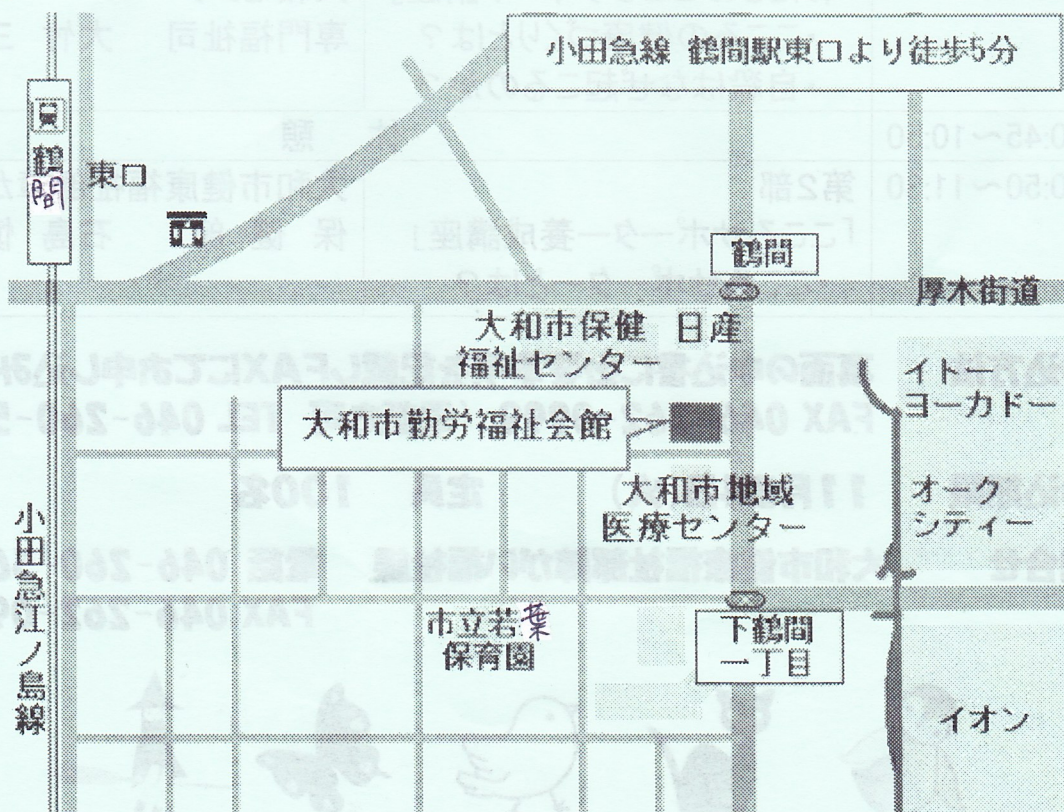 小田急線 鶴間駅東口より徒歩5分
鶴間
東口
鶴間
厚木街道
大和市保健
福祉センター
日産
イトー
ヨーカドー
大和市勤労福祉会館
大和市地域
医療センター
オーク
シティー
小田急江ノ島線
市立若葉
保育園
下鶴間
一丁目
イオン